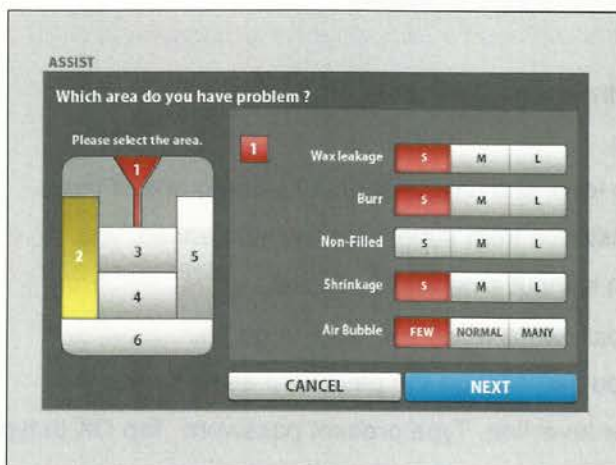 ASSIST
Which area do you have problem ?
Please select the area.
1
2
3
4
5
6
1
Wax leakage S M L
Burr S M L
Non-Filled S M L
Shrinkage S M L
Air Bubble FEW NORMAL MANY
CANCEL NEXT